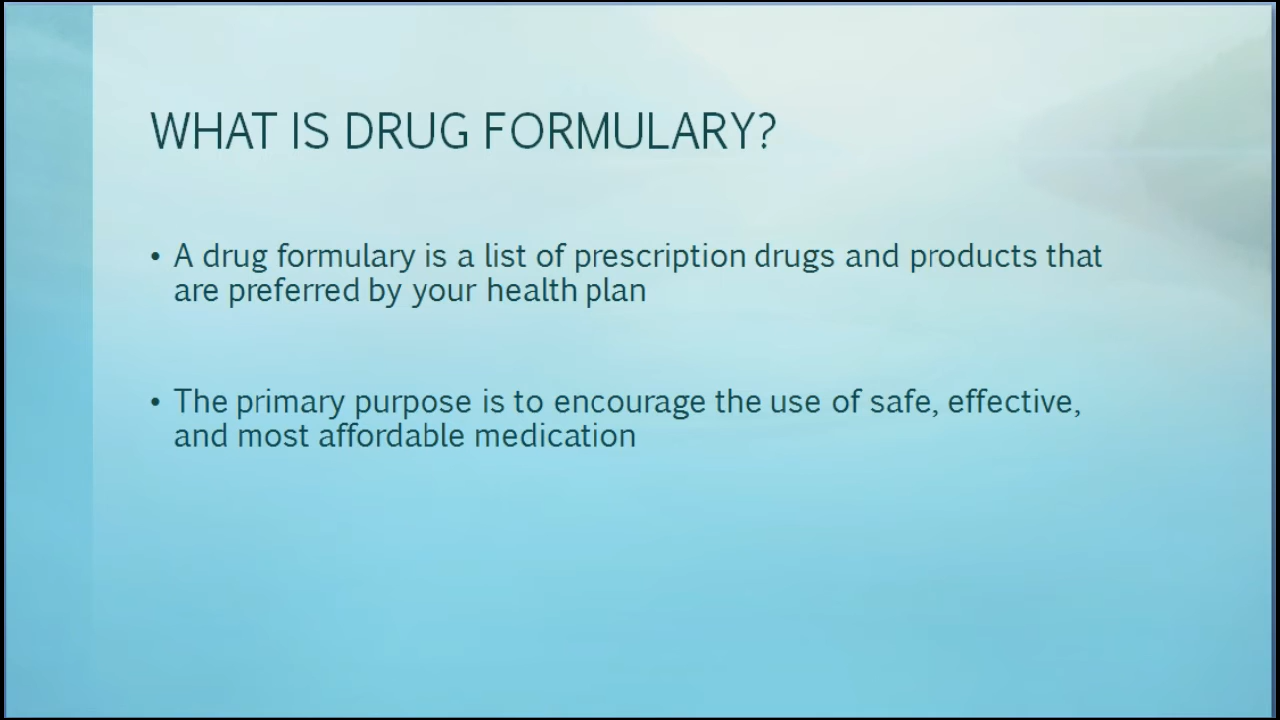 WHAT IS DRUG FORMULARY?
• A drug formulary is a list of prescription drugs and products that
are preferred by your health plan
• The primary purpose is to encourage the use of safe, effective,
and most affordable medication